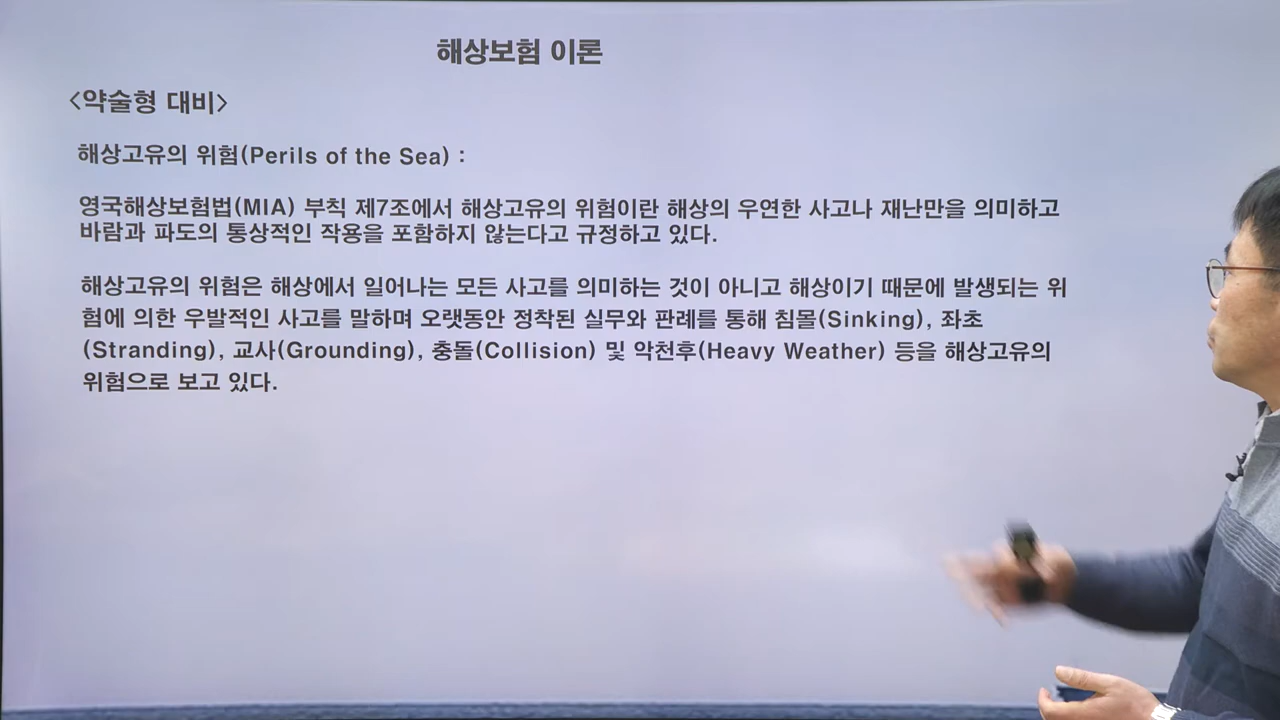 해상보험 이론
<약술형 대비>
해상고유의 위험(Perils of the Sea) :
영국해상보험법(MIA) 부칙 제7조에서 해상고유의 위험이란 해상의 우연한 사고나 재난만을 의미하고
바람과 파도의 통상적인 작용을 포함하지 않는다고 규정하고 있다.
해상고유의 위험은 해상에서 일어나는 모든 사고를 의미하는 것이 아니고 해상이기 때문에 발생되는 위
험에 의한 우발적인 사고를 말하며 오랫동안 정착된 실무와 판례를 통해 침몰(Sinking), 좌초
(Stranding), 교사(Grounding), 충돌(Collision) 및 악천후(Heavy Weather) 등을 해상고유의
위험으로 보고 있다.